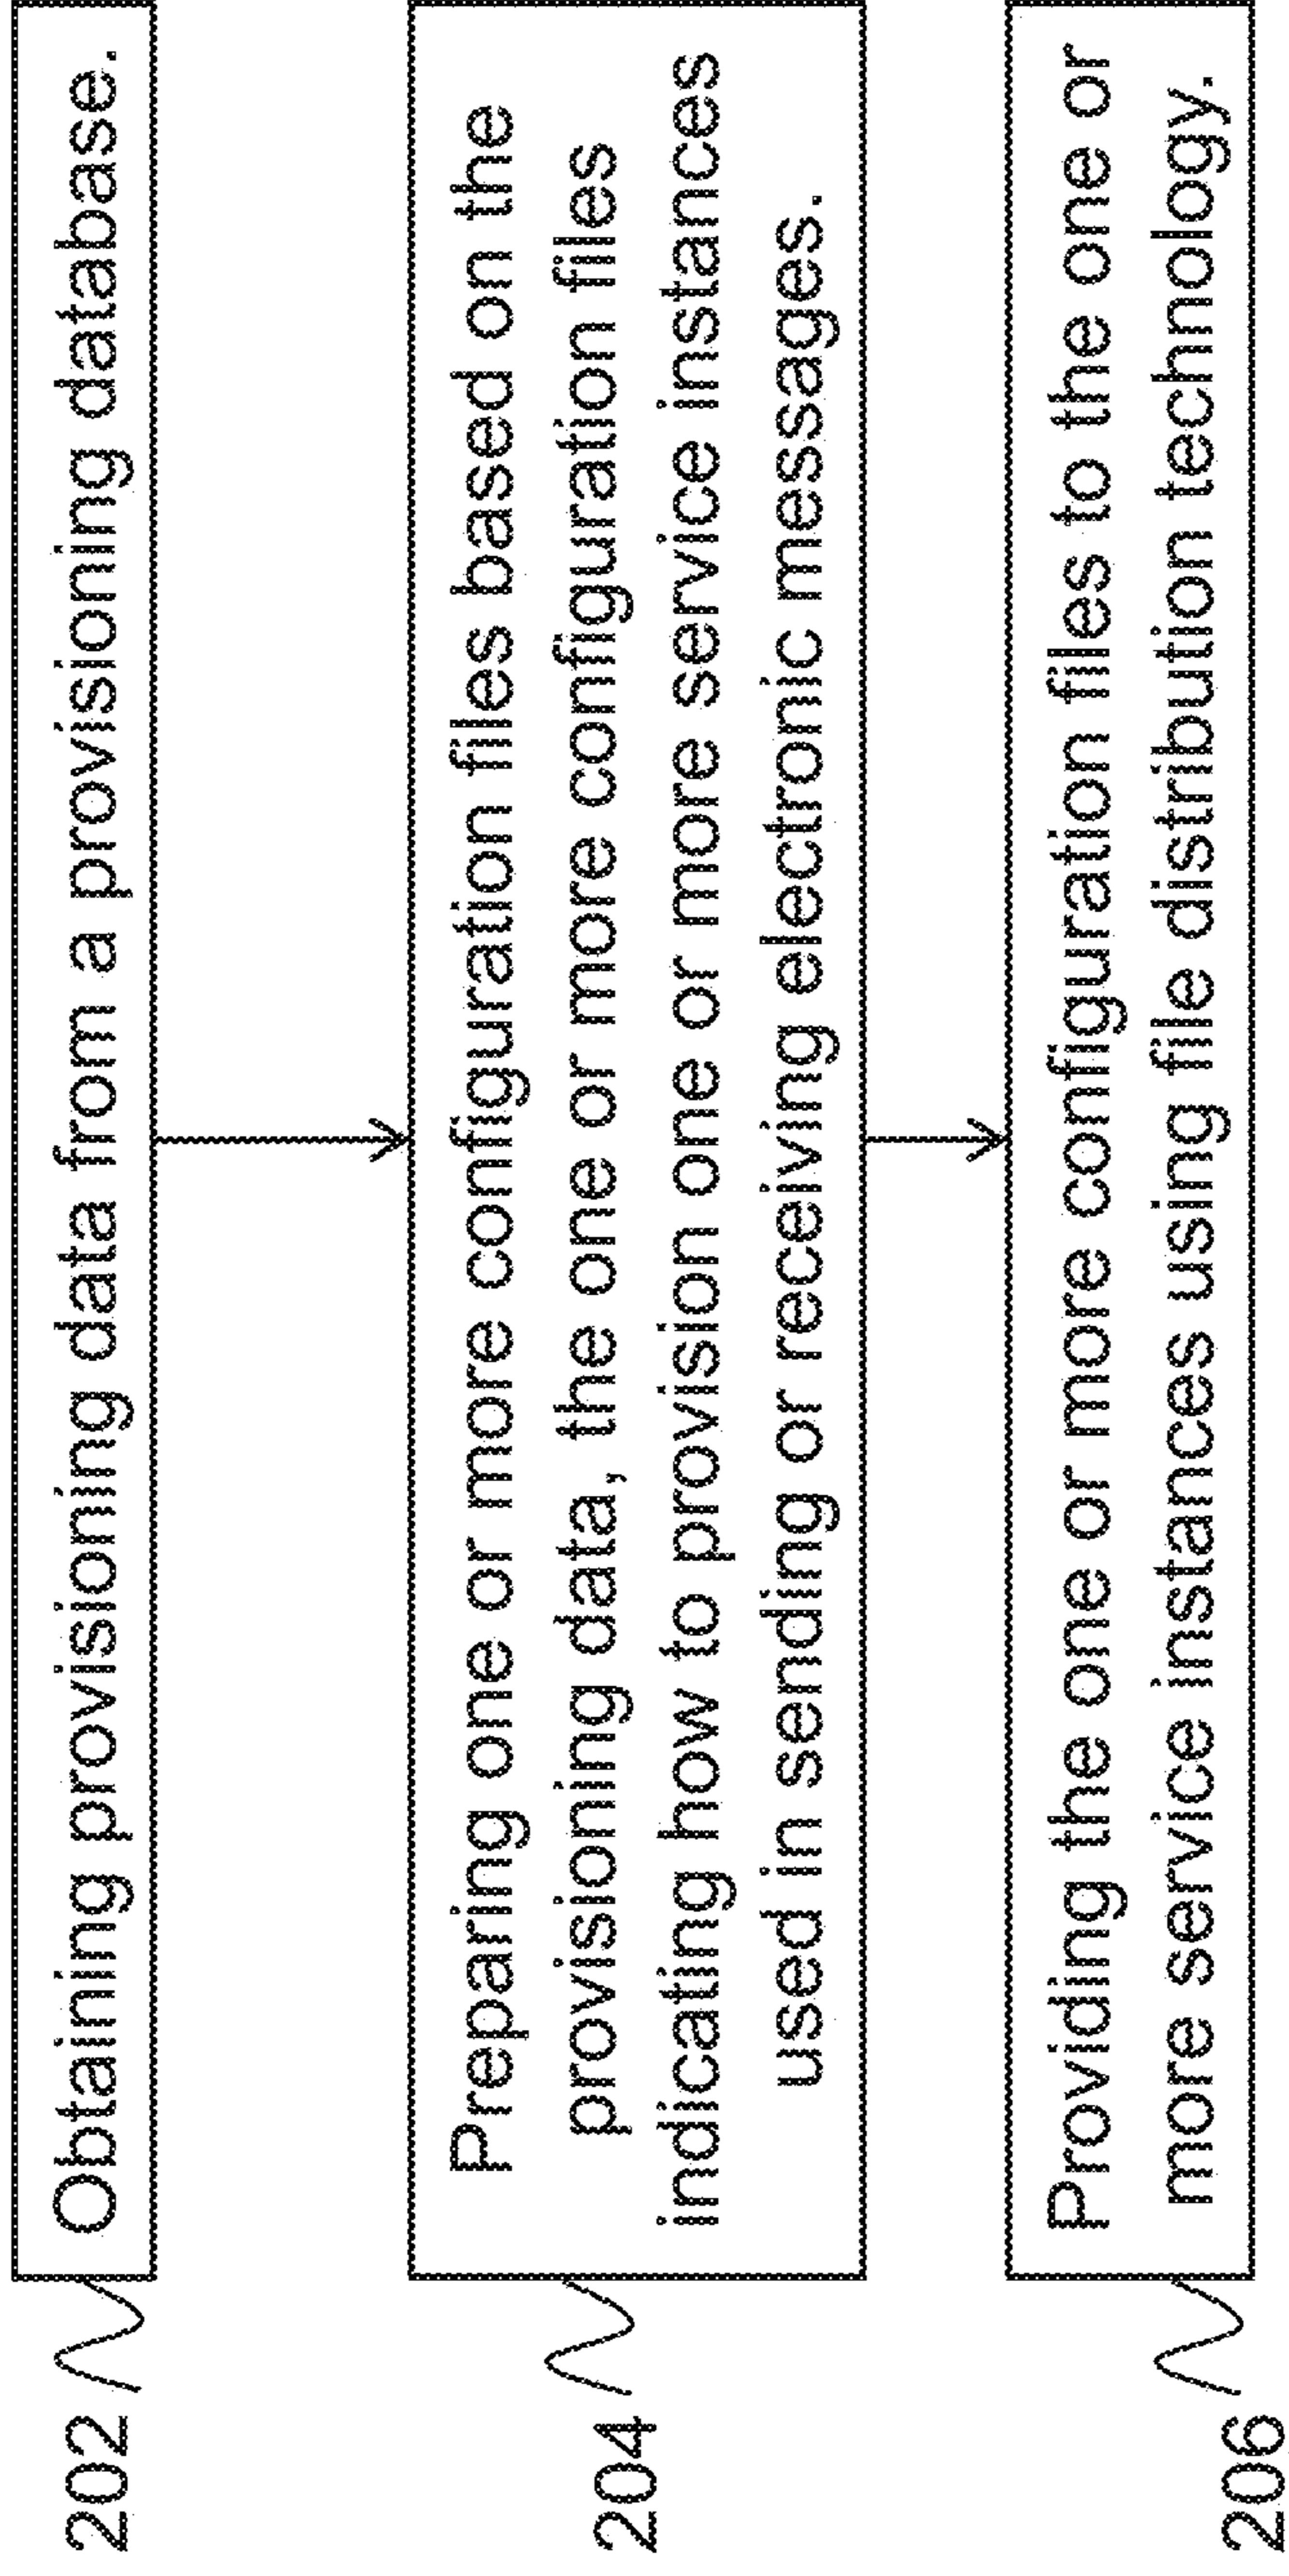 202
Obtaining provisioning data from a provisioning database.
204
Preparing one or more configuration files based on the
provisioning data, the one or more configuration files
indicating how to provision one or more service instances
used in sending or receiving electronic messages.
206
Providing the one or more configuration files to the one or
more service instances using file distribution technology.